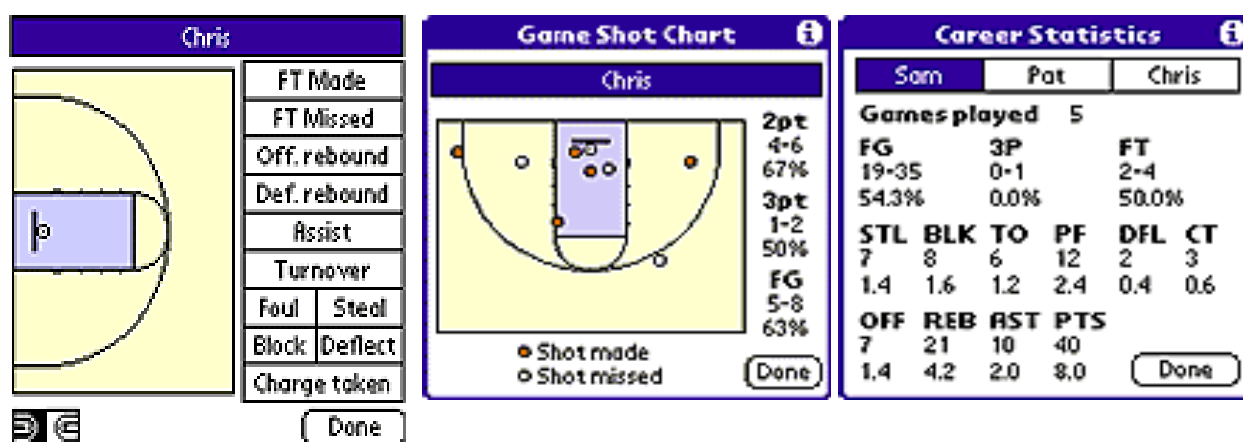 Chris
FT Made
FT Missed
Off. rebound
Def. rebound
Assist
Turnover
Foul Steal
Block Deflect
Charge taken
Done
Game Shot Chart i
Chris
2pt
4-6
67%
3pt
1-2
50%
FG
5-8
63%
Shot made
Shot missed
Done
Career Statistics i
Sam Pat Chris
Games played 5
FG 3P FT
19-35 0-1 2-4
54.3% 0.0% 50.0%
STL BLK TO PF DFL CT
7 8 6 12 2 3
1.4 1.6 1.2 2.4 0.4 0.6
OFF REB AST PTS
7 21 10 40
1.4 4.2 2.0 8.0
Done